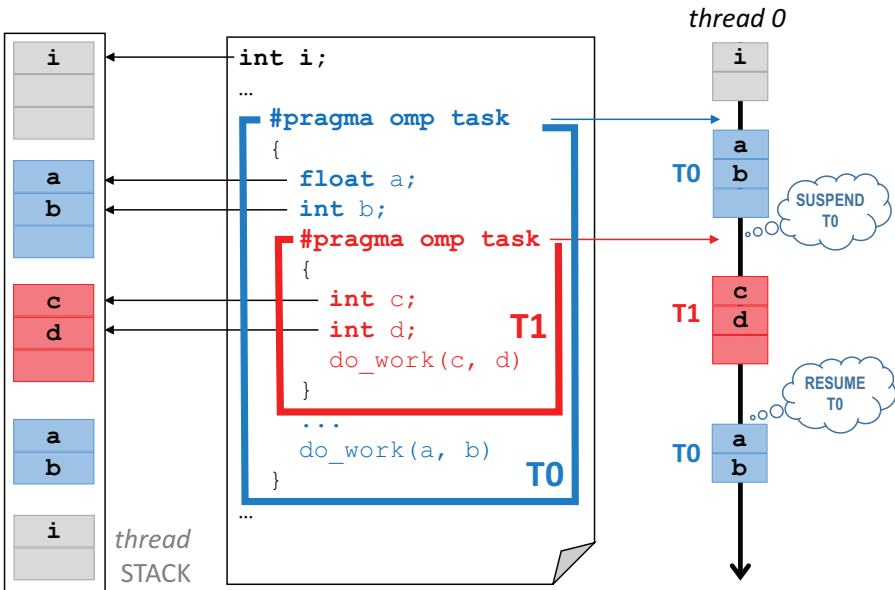 thread 0
i
int i;
i
…
#pragma omp task
{
a
b
T0
a
float a;
b
int b;
SUSPEND
T0
#pragma omp task
{
c
int c;
d
int d;
T1
do_work(c, d)
c
d
T1
}
RESUME
T0
...
a
b
do_work(a, b)
T0
}
a
b
T0
…
i
thread
STACK